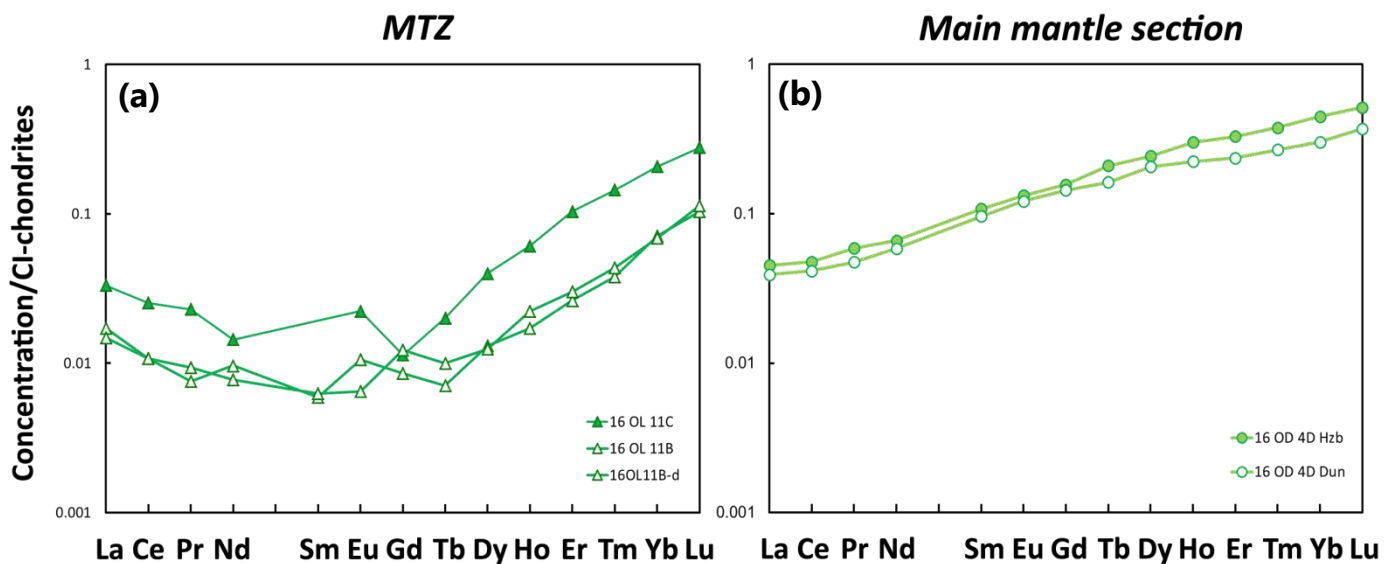 MTZ
Main mantle section
Concentration/CI-chondrites
(a)
1
0.1
0.01
0.001
16 OL 11C
16 OL 11B
16OL11B-d
La Ce Pr Nd Sm Eu Gd Tb Dy Ho Er Tm Yb Lu
(b)
1
0.1
0.01
0.001
16 OD 4D Hzb
16 OD 4D Dun
La Ce Pr Nd Sm Eu Gd Tb Dy Ho Er Tm Yb Lu